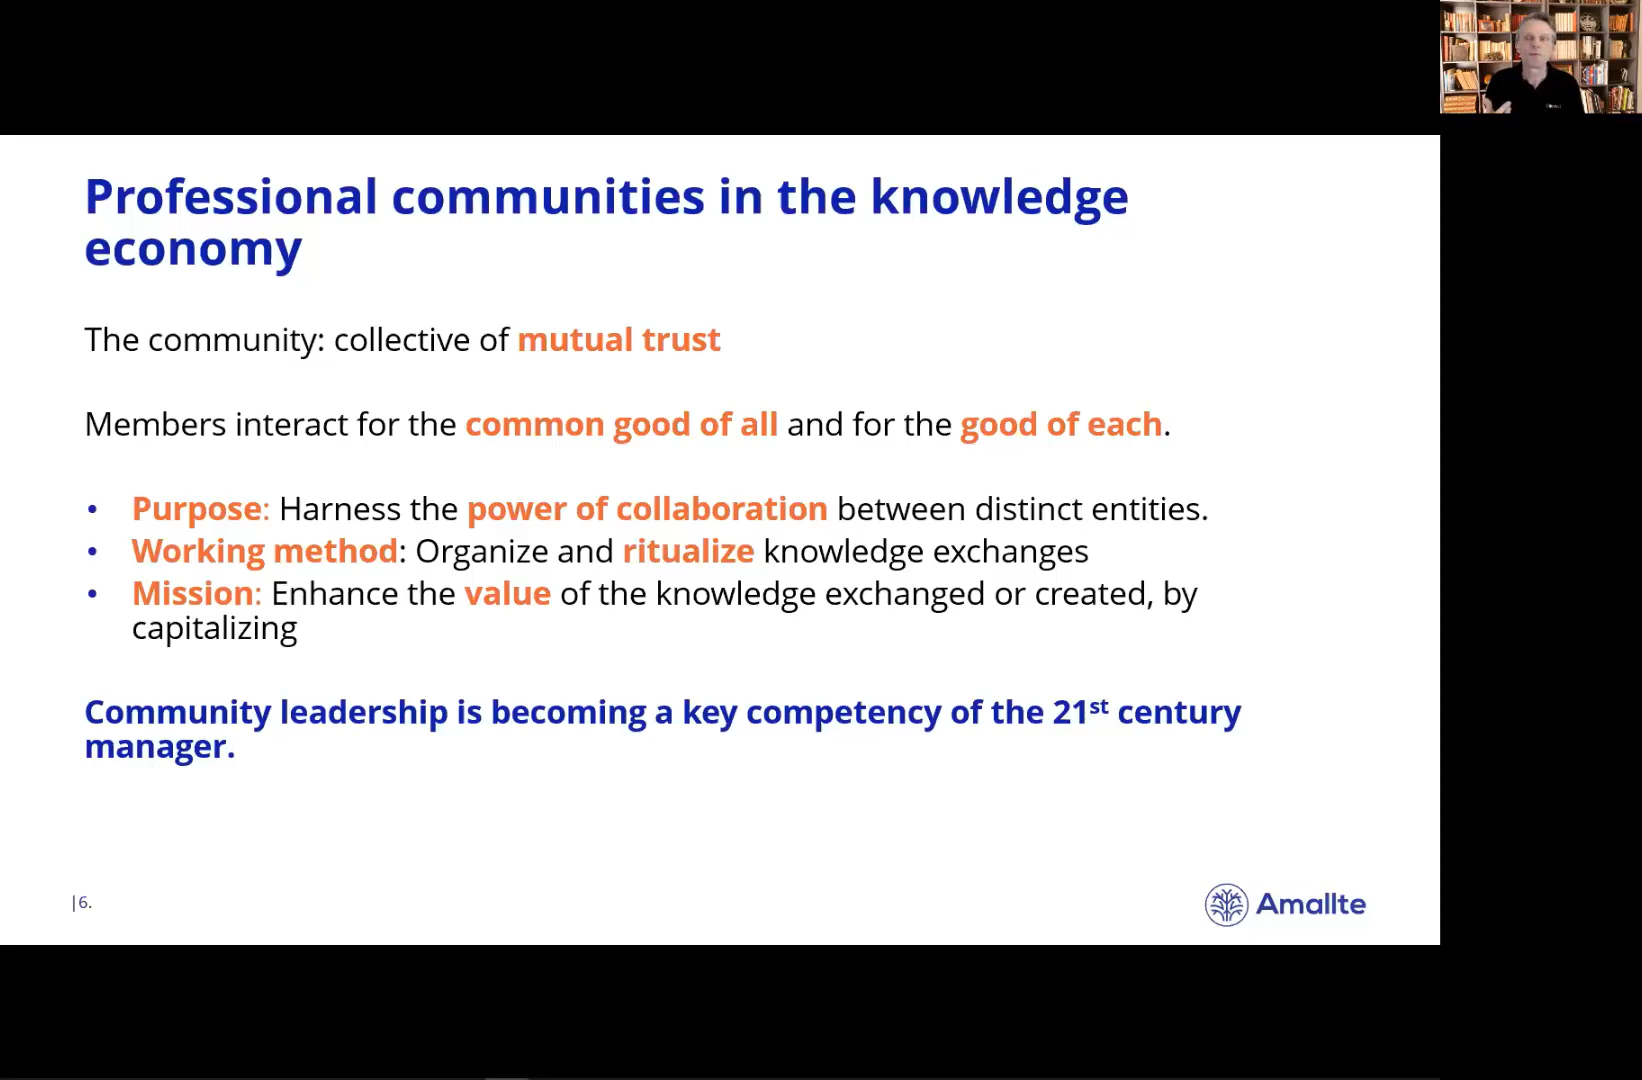 Professional communities in the knowledge
economy
The community: collective of mutual trust
Members interact for the common good of all and for the good of each.
• Purpose: Harness the power of collaboration between distinct entities.
• Working method: Organize and ritualize knowledge exchanges
• Mission: Enhance the value of the knowledge exchanged or created, by
capitalizing
Community leadership is becoming a key competency of the 21st century
manager.
|6.
Amallte